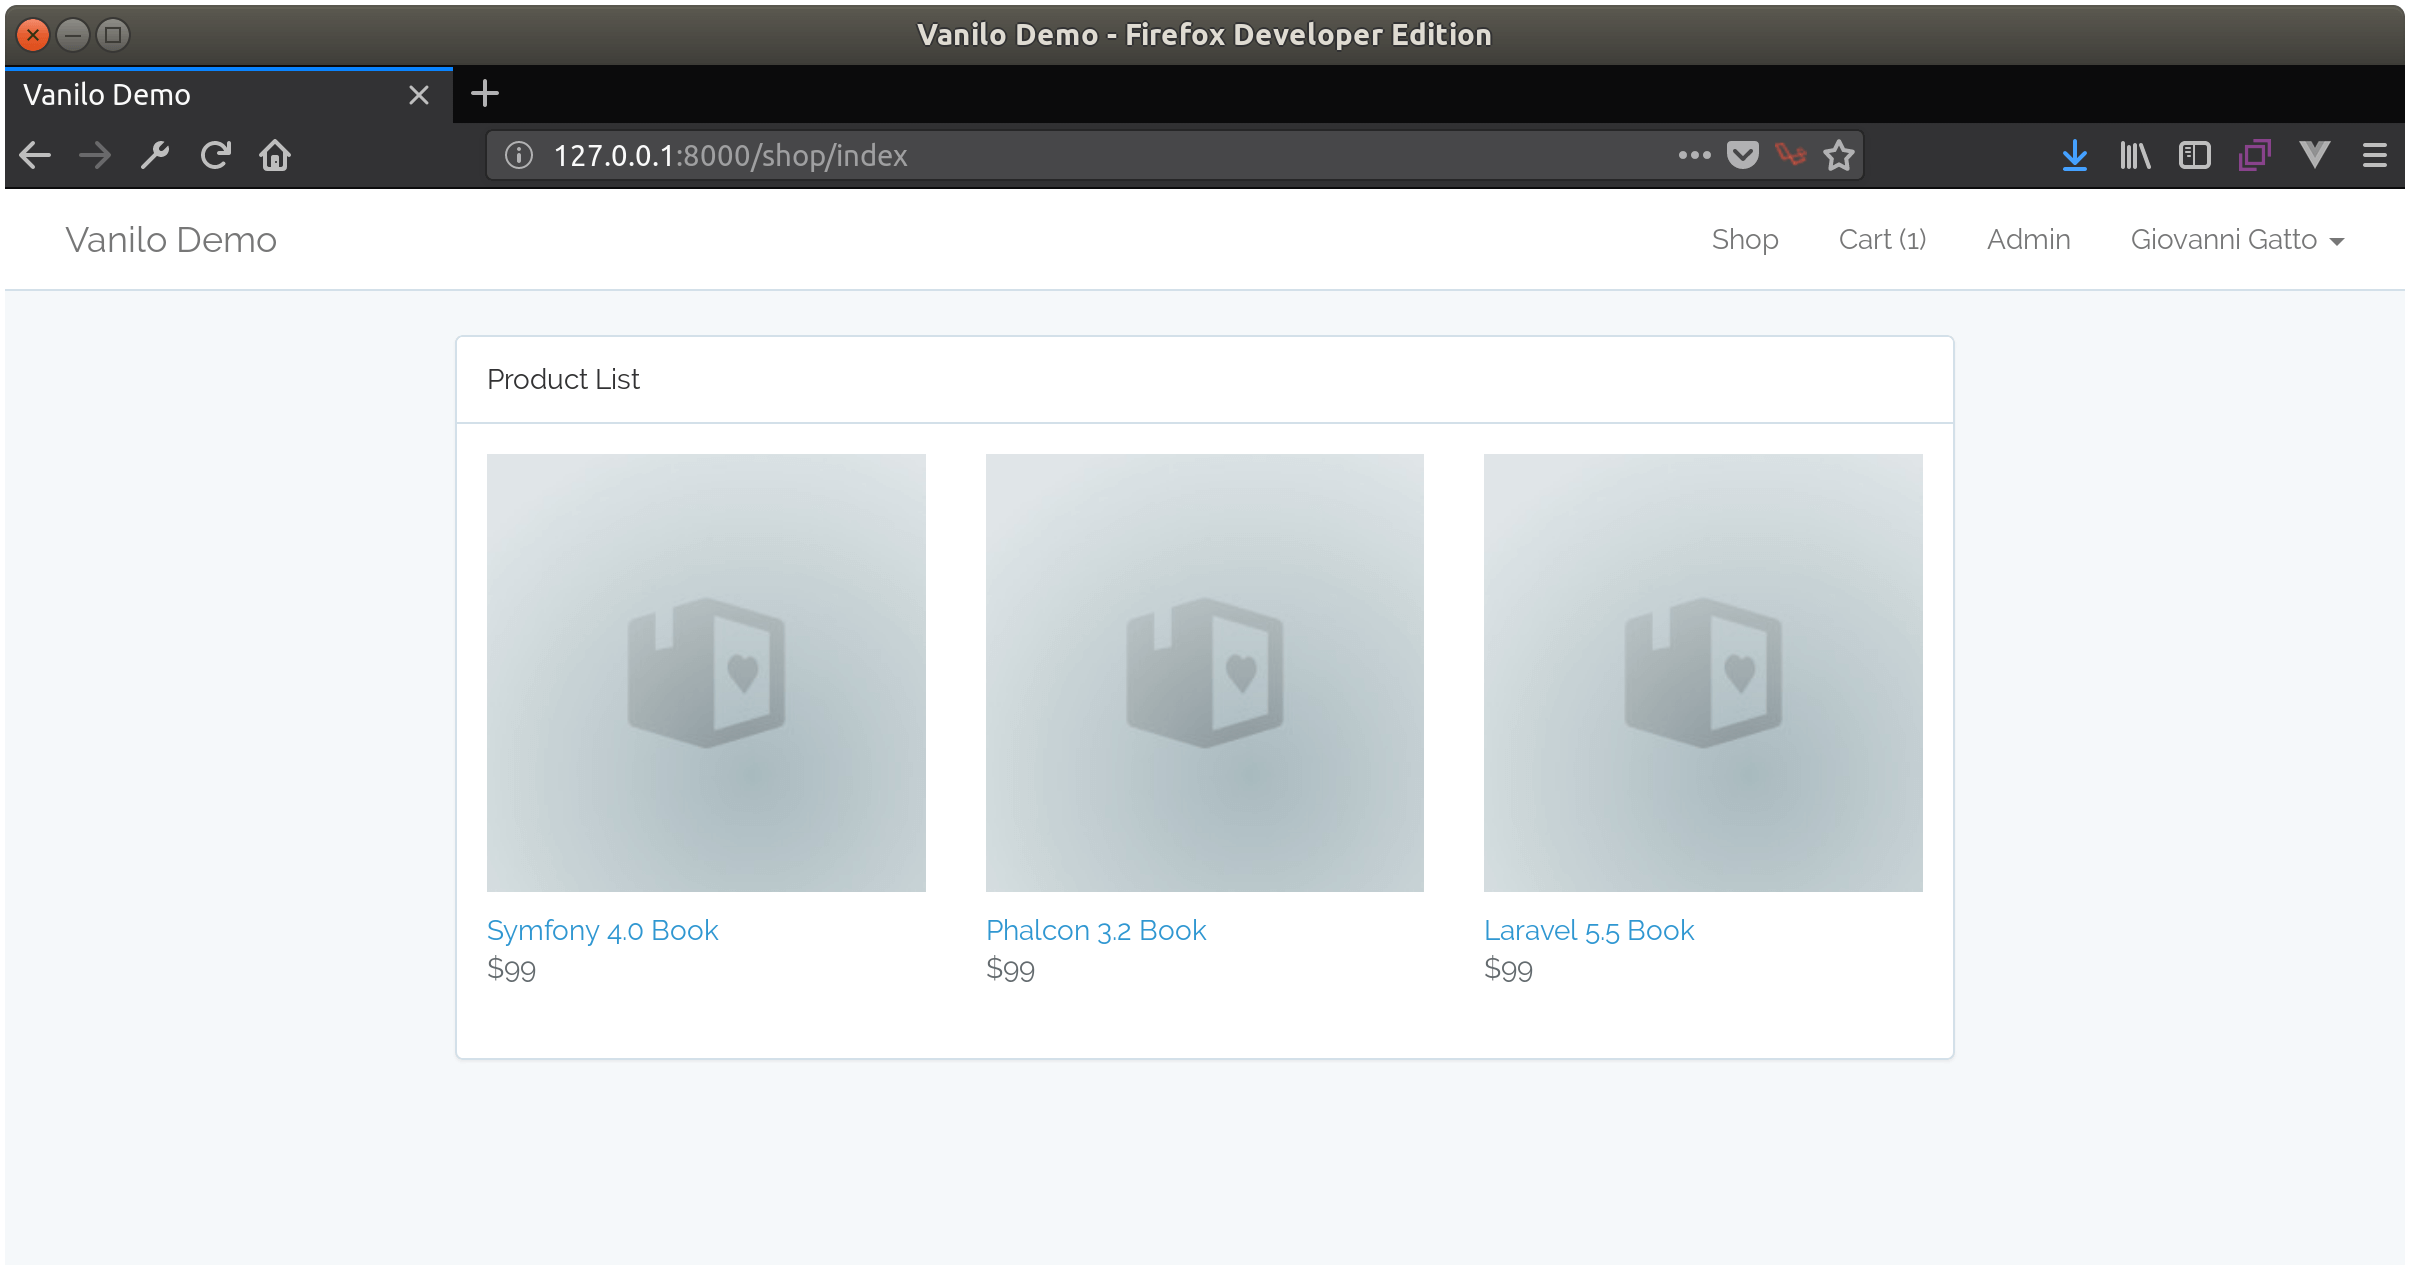 Vanilo Demo - Firefox Developer Edition
Vanilo Demo
127.0.0.1:8000/shop/index
Vanilo Demo
Shop
Cart (1)
Admin
Giovanni Gatto
Product List
Symfony 4.0 Book
$99
Phalcon 3.2 Book
$99
Laravel 5.5 Book
$99